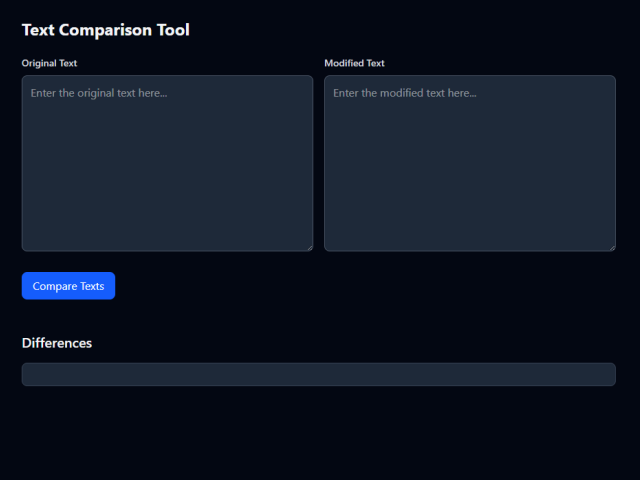 Text Comparison Tool
Original Text
Modified Text
Enter the original text here...
Enter the modified text here...
Compare Texts
Differences